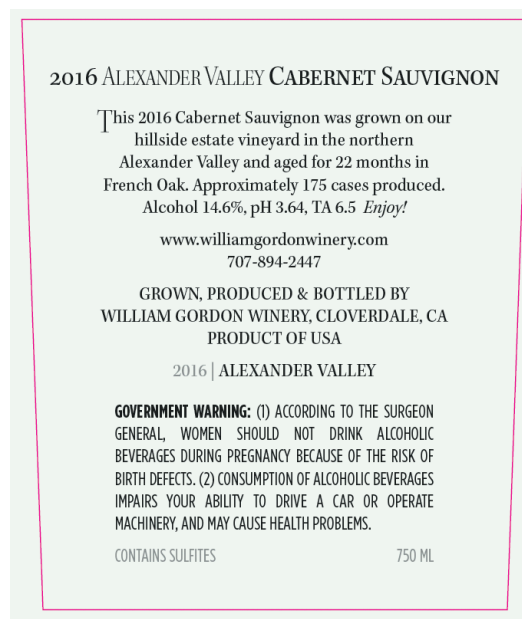 2016 ALEXANDER VALLEY CABERNET SAUVIGNON
This 2016 Cabernet Sauvignon was grown on our
hillside estate vineyard in the northern
Alexander Valley and aged for 22 months in
French Oak. Approximately 175 cases produced.
Alcohol 14.6%, pH 3.64, TA 6.5 Enjoy!
www.williamgordonwinery.com
707-894-2447
GROWN, PRODUCED & BOTTLED BY
WILLIAM GORDON WINERY, CLOVERDALE, CA
PRODUCT OF USA
2016 | ALEXANDER VALLEY
GOVERNMENT WARNING: (1) ACCORDING TO THE SURGEON
GENERAL, WOMEN SHOULD NOT DRINK ALCOHOLIC
BEVERAGES DURING PREGNANCY BECAUSE OF THE RISK OF
BIRTH DEFECTS. (2) CONSUMPTION OF ALCOHOLIC BEVERAGES
IMPAIRS YOUR ABILITY TO DRIVE A CAR OR OPERATE
MACHINERY, AND MAY CAUSE HEALTH PROBLEMS.
CONTAINS SULFITES 750 ML